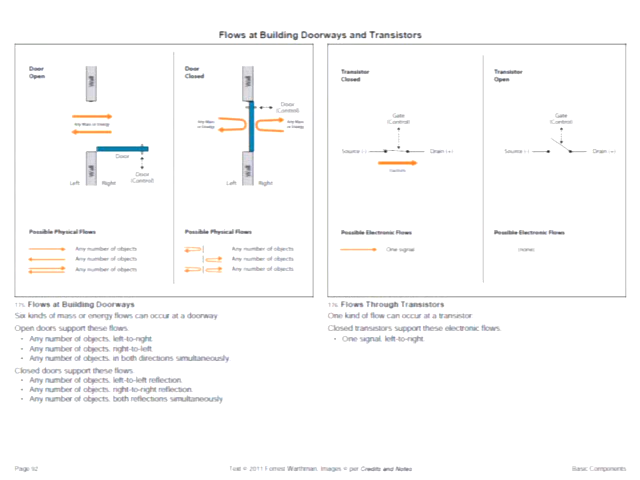 Flows at Building Doorways and Transistors
Door
Open
Wall
Any Mass or Energy
Door
Door
(Control)
Wall
Left Right
Possible Physical Flows
Any number of objects
Any number of objects
Any number of objects
Door
Closed
Wall
Door
(Control)
Any Mass
or Energy
Any Mass
or Energy
Wall
Left Right
Possible Physical Flows
Any number of objects
Any number of objects
Any number of objects
Transistor
Closed
Gate
(Control)
Source (-) Drain (+)
Possible Electronic Flows
One signal
Transistor
Open
Gate
(Control)
Source (-) Drain (+)
Possible Electronic Flows
(none)
Flows at Building Doorways
Six kinds of mass or energy flows can occur at a doorway
Open doors support these flows
• Any number of objects, left-to-right
• Any number of objects, right-to-left
• Any number of objects, in both directions simultaneously
Closed doors support these flows
• Any number of objects, left-to-left reflection.
• Any number of objects, right-to-right reflection.
• Any number of objects, both reflections simultaneously
Flows Through Transistors
One kind of flow can occur at a transistor
Closed transistors support these electronic flows
• One signal, left-to-right
Page 92
Text © 2011 Forrest Warthman. Images © per Credits and Notes
Basic Components